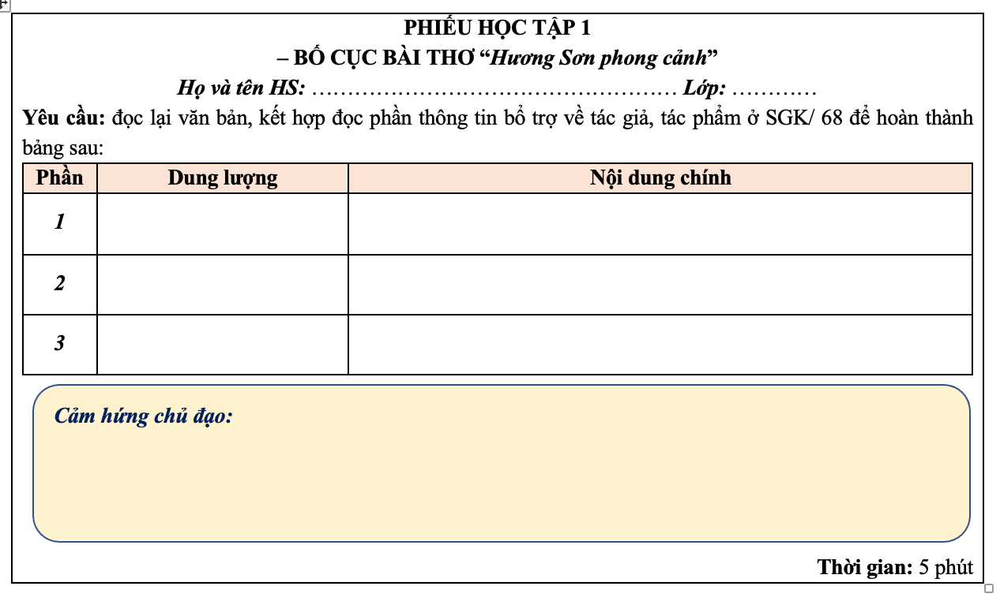 PHIẾU HỌC TẬP 1
– BỐ CỤC BÀI THƠ “Hương Sơn phong cảnh”
Họ và tên HS: …………………………………………… Lớp: …………
Yêu cầu: đọc lại văn bản, kết hợp đọc phần thông tin bổ trợ về tác giả, tác phẩm ở SGK/ 68 để hoàn thành
bảng sau:
Phần Dung lượng Nội dung chính
1
2
3
Cảm hứng chủ đạo:
Thời gian: 5 phút